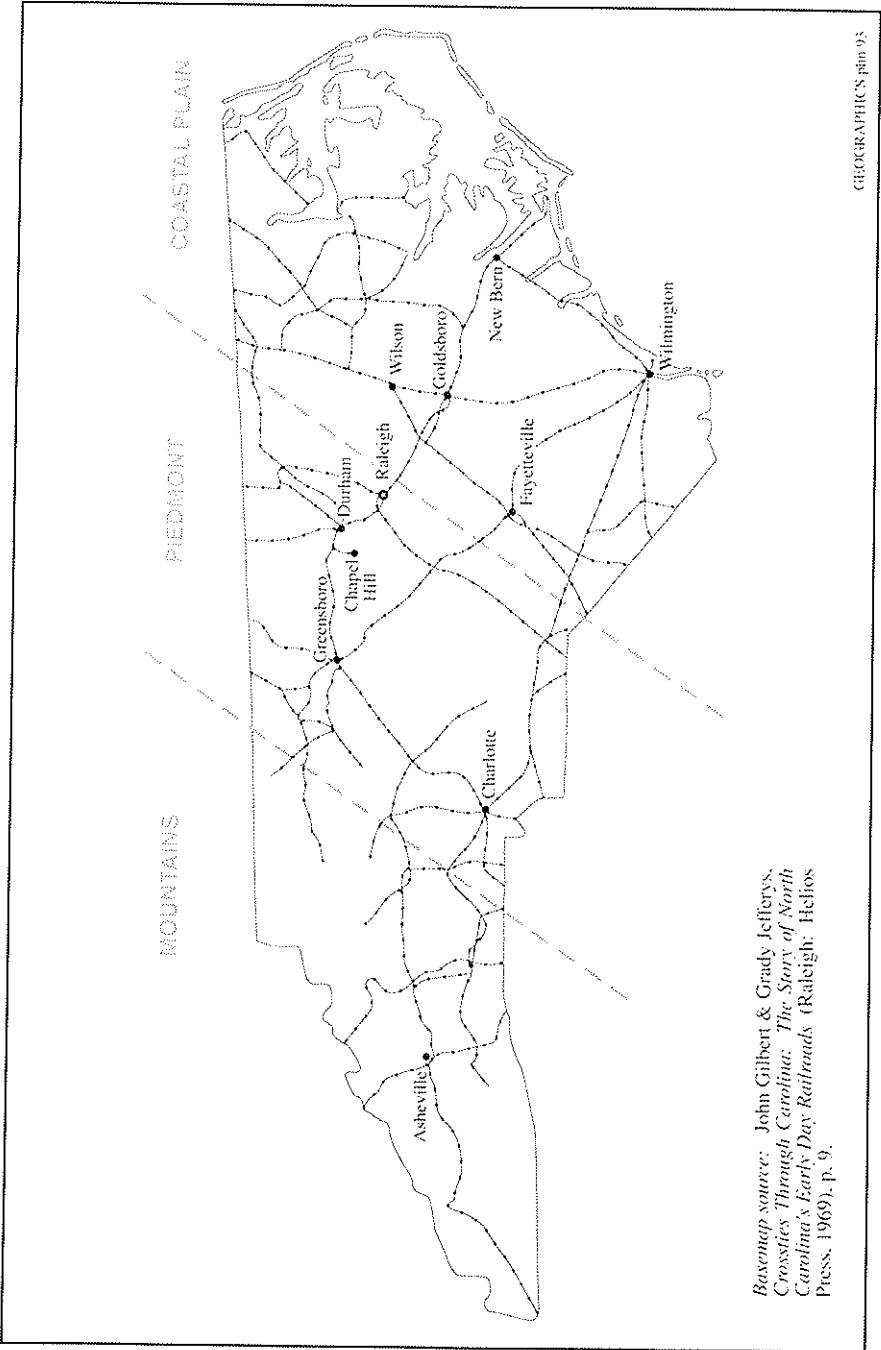 MOUNTAINS
PIEDMONT
COASTAL PLAIN
Greensboro
Durham
Chapel
Hill
Raleigh
Wilson
Goldsboro
New Bern
Asheville
Charlotte
Fayetteville
Wilmington
Basemap source: John Gilbert & Grady Jefferys,
Crossties Through Carolina: The Story of North
Carolina's Early Day Railroads (Raleigh: Helios
Press, 1969), p. 9.
GEOGRAPHICS